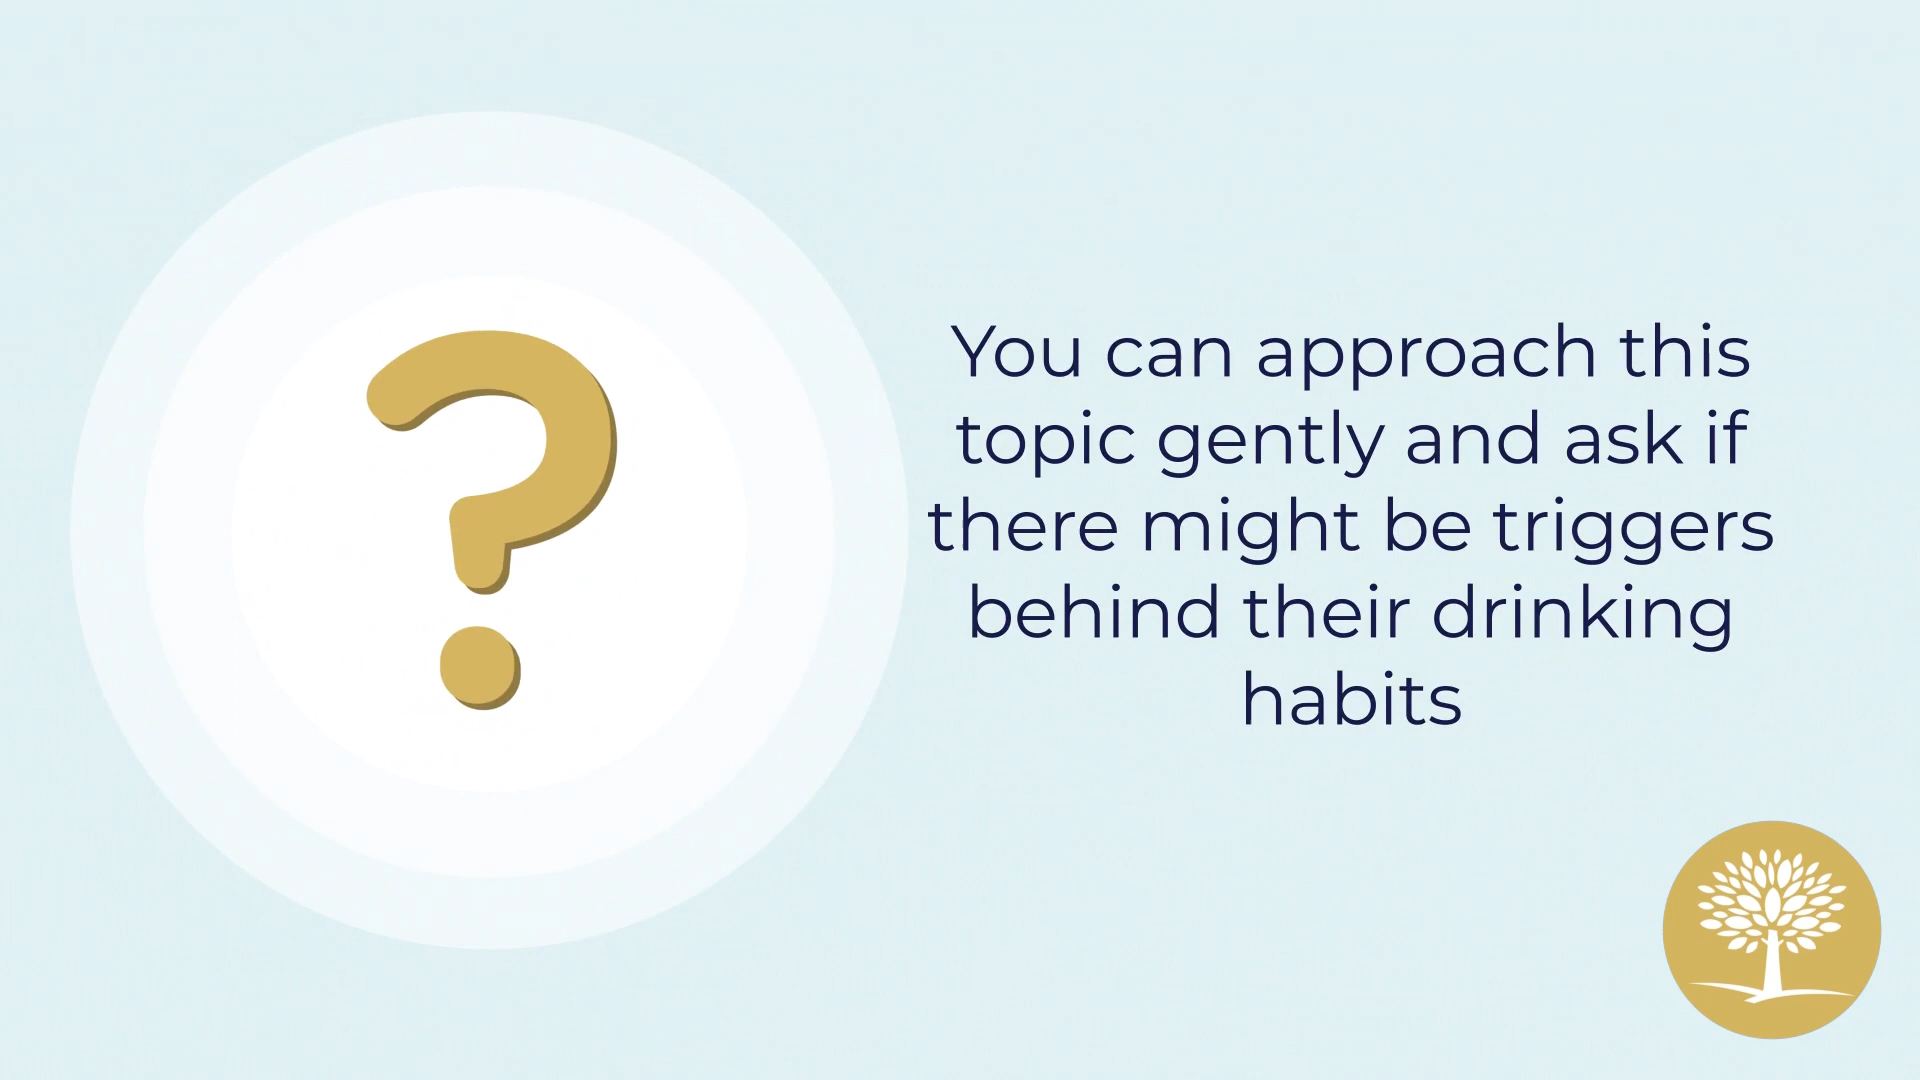 You can approach this
topic gently and ask if
there might be triggers
behind their drinking
habits